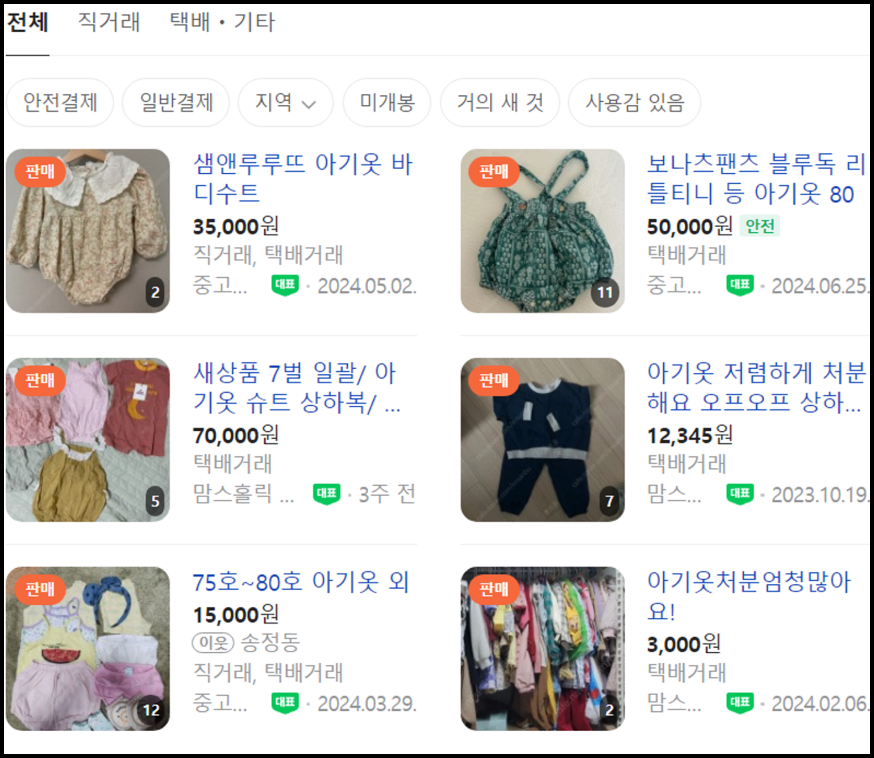 전체 직거래 택배 • 기타
안전결제 일반결제 지역 미개봉 거의 새 것 사용감 있음
판매
2
샘앤루루뜨 아기옷 바
디수트
35,000원
직거래, 택배거래
중고... 대표 · 2024.05.02.
판매
11
보나츠팬츠 블루독 리
틀티니 등 아기옷 80
50,000원 안전
택배거래
중고... 대표 · 2024.06.25.
판매
5
새상품 7벌 일괄/ 아
기옷 슈트 상하복/ ...
70,000원
택배거래
맘스홀릭 ... 대표 · 3주 전
판매
7
아기옷 저렴하게 처분
해요 오프오프 상하...
12,345원
택배거래
맘스... 대표 · 2023.10.19.
판매
12
75호~80호 아기옷 외
15,000원
이웃 송정동
직거래, 택배거래
중고... 대표 · 2024.03.29.
판매
2
아기옷처분엄청많아
요!
3,000원
택배거래
맘스... 대표 · 2024.02.06.